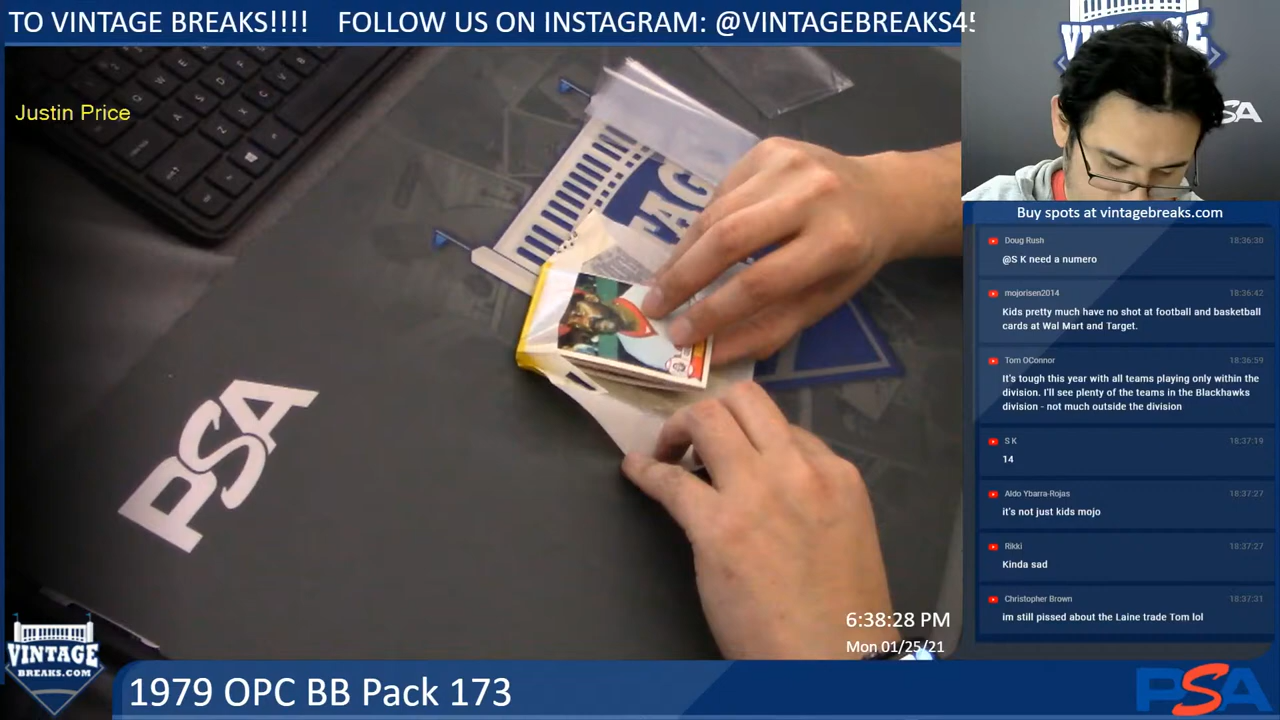 TO VINTAGE BREAKS!!!! FOLLOW US ON INSTAGRAM: @VINTAGEBREAKS45
Justin Price
PSA
VINTAGE
BREAKS.COM
6:38:28 PM
Mon 01/25/21
1979 OPC BB Pack 173
PSA
Buy spots at vintagebreaks.com
Doug Rush 18:36:30
@S K need a numero
mojorisen2014 18:36:42
Kids pretty much have no shot at football and basketball
cards at Wal Mart and Target.
Tom OConnor 18:36:59
It's tough this year with all teams playing only within the
division. I'll see plenty of the teams in the Blackhawks
division - not much outside the division
S K 18:37:19
14
Aldo Ybarra-Rojas 18:37:27
it's not just kids mojo
Rikki 18:37:27
Kinda sad
Christopher Brown 18:37:31
im still pissed about the Laine trade Tom lol